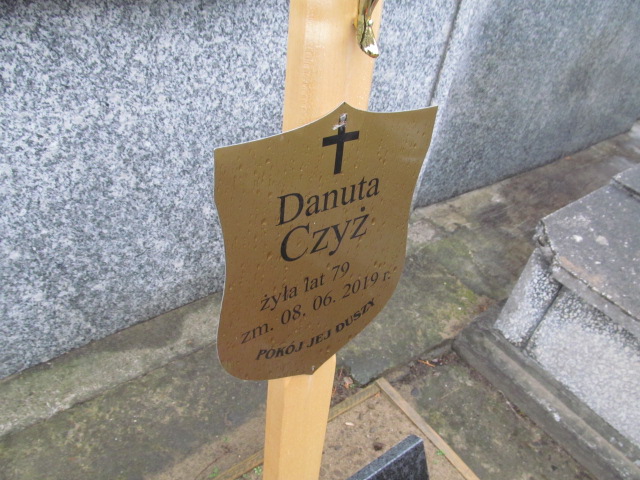 Danuta
Czyż
żyła lat 79
zm. 08. 06. 2019 r.
POKÓJ JEJ DUSZY